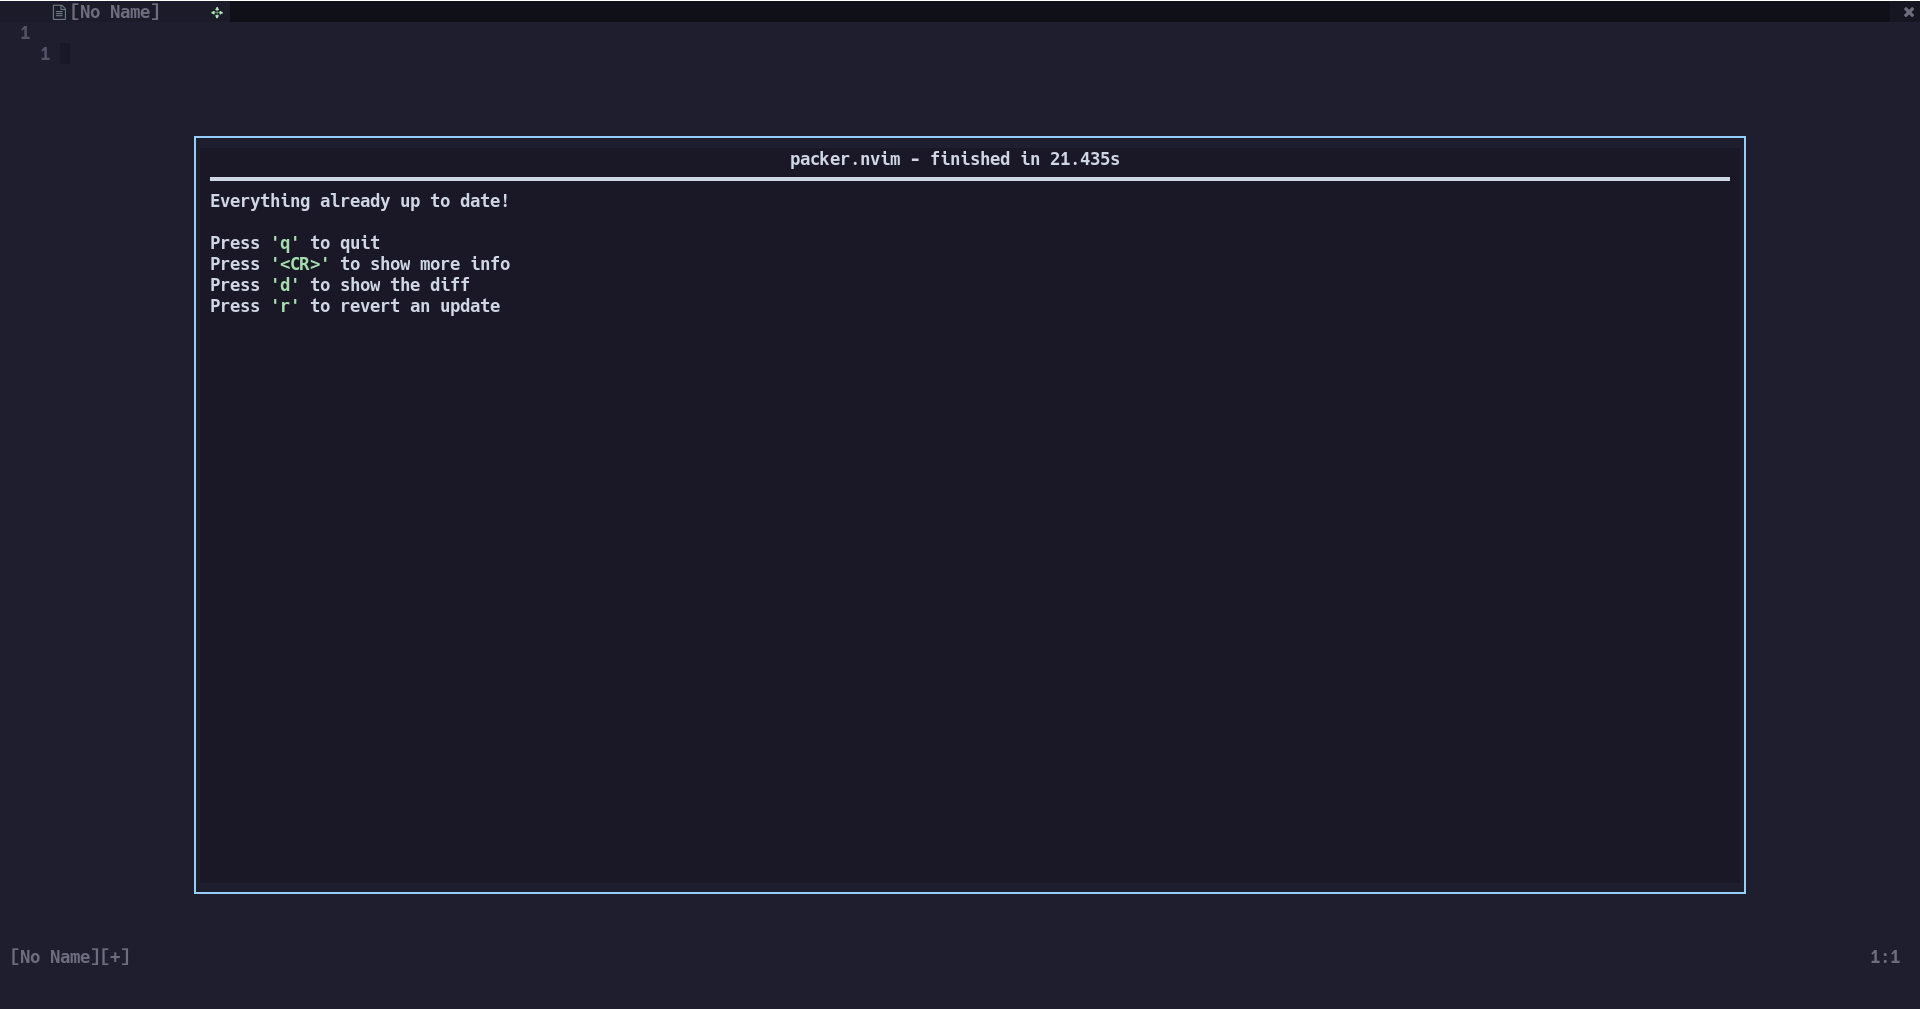 [No Name]
1
1
packer.nvim - finished in 21.435s
Everything already up to date!
Press 'q' to quit
Press '<CR>' to show more info
Press 'd' to show the diff
Press 'r' to revert an update
[No Name][+] 1:1